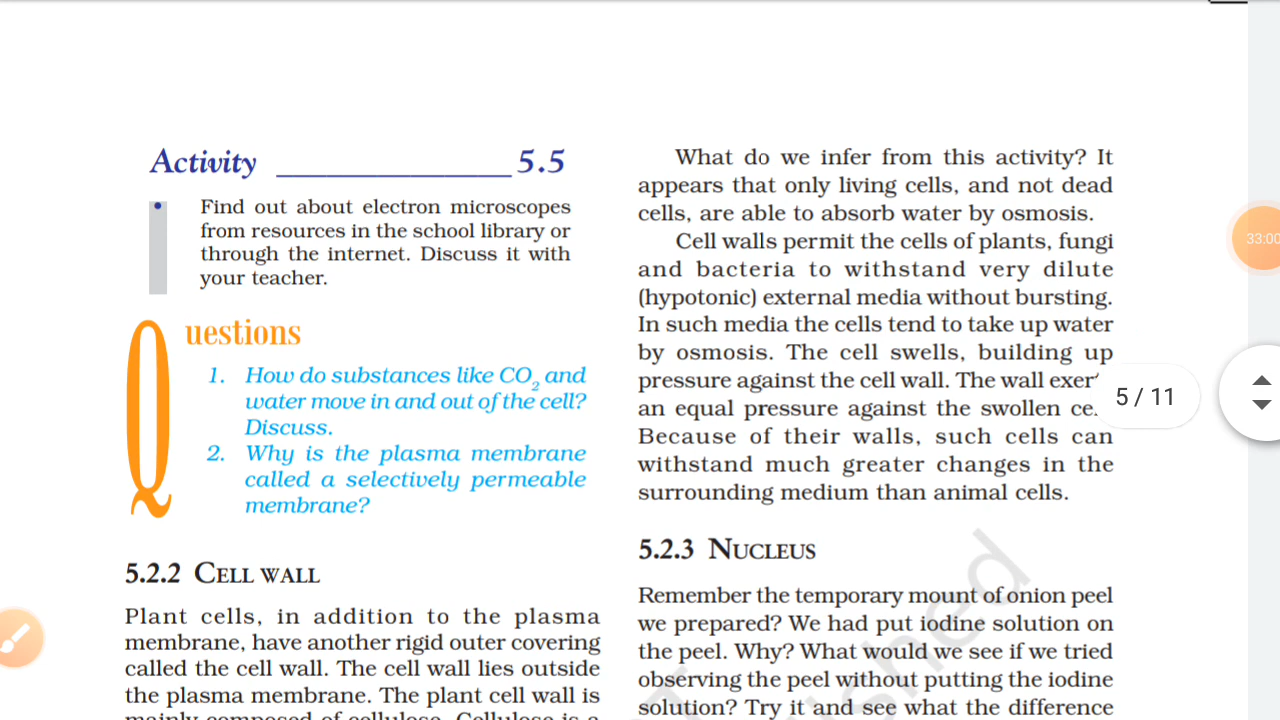 Activity ____________ 5.5
• Find out about electron microscopes
from resources in the school library or
through the internet. Discuss it with
your teacher.
Questions
1. How do substances like CO₂ and
water move in and out of the cell?
Discuss.
2. Why is the plasma membrane
called a selectively permeable
membrane?
5.2.2 CELL WALL
Plant cells, in addition to the plasma
membrane, have another rigid outer covering
called the cell wall. The cell wall lies outside
the plasma membrane. The plant cell wall is
mainly composed of cellulose. Cellulose is a
What do we infer from this activity? It
appears that only living cells, and not dead
cells, are able to absorb water by osmosis.
Cell walls permit the cells of plants, fungi
and bacteria to withstand very dilute
(hypotonic) external media without bursting.
In such media the cells tend to take up water
by osmosis. The cell swells, building up
pressure against the cell wall. The wall exer
an equal pressure against the swollen ce
Because of their walls, such cells can
withstand much greater changes in the
surrounding medium than animal cells.
5.2.3 NUCLEUS
Remember the temporary mount of onion peel
we prepared? We had put iodine solution on
the peel. Why? What would we see if we tried
observing the peel without putting the iodine
solution? Try it and see what the difference
33:00
5 / 11